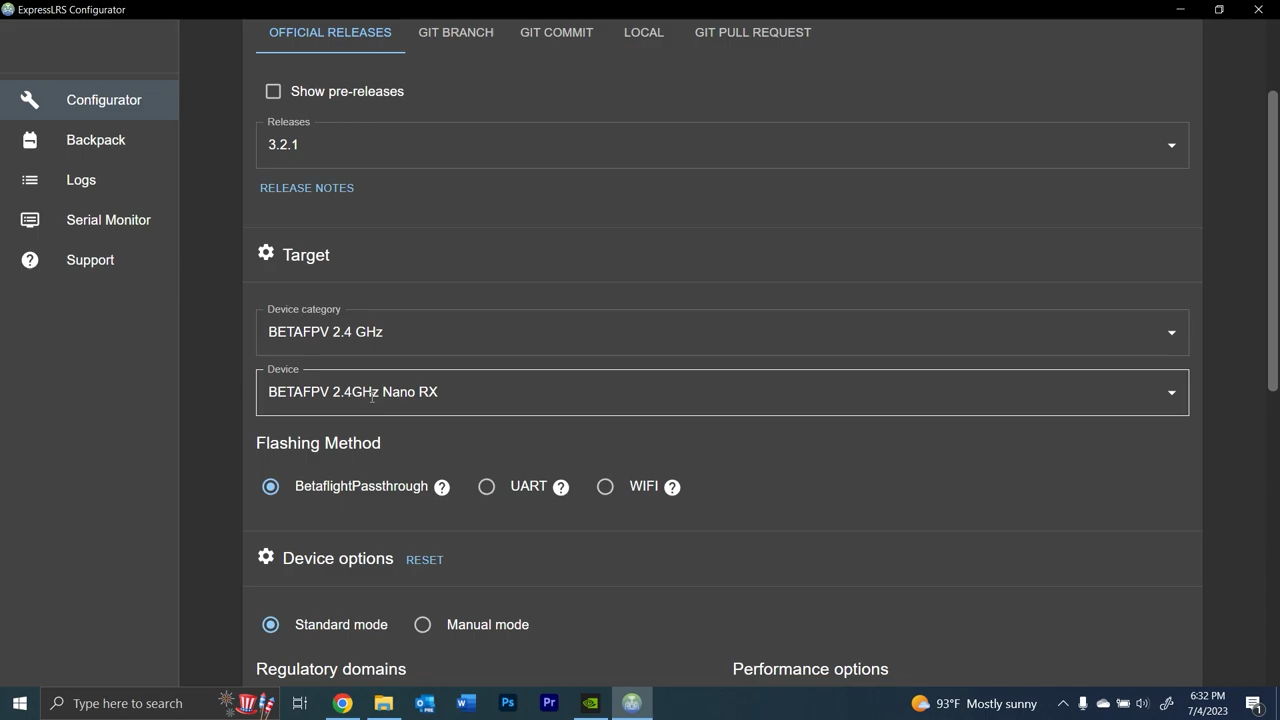 ExpressLRS Configurator
OFFICIAL RELEASES GIT BRANCH GIT COMMIT LOCAL GIT PULL REQUEST
Configurator
Backpack
Logs
Serial Monitor
Support
Show pre-releases
Releases
3.2.1
RELEASE NOTES
Target
Device category
BETAFPV 2.4 GHz
Device
BETAFPV 2.4GHz Nano RX
Flashing Method
BetaflightPassthrough ? UART ? WIFI ?
Device options RESET
Standard mode Manual mode
Regulatory domains Performance options
Type here to search
93°F Mostly sunny
6:32 PM
7/4/2023
1